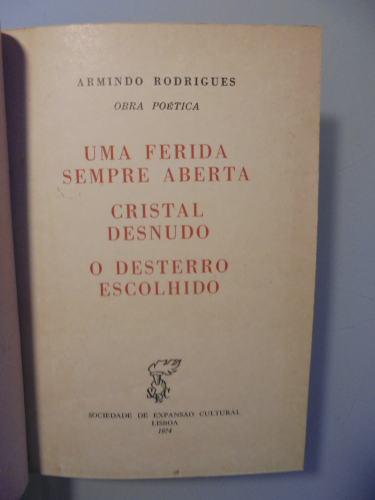 ARMINDO RODRIGUES
OBRA POÉTICA
UMA FERIDA
SEMPRE ABERTA
CRISTAL
DESNUDO
O DESTERRO
ESCOLHIDO
SOCIEDADE DE EXPANSÃO CULTURAL
LISBOA
1974